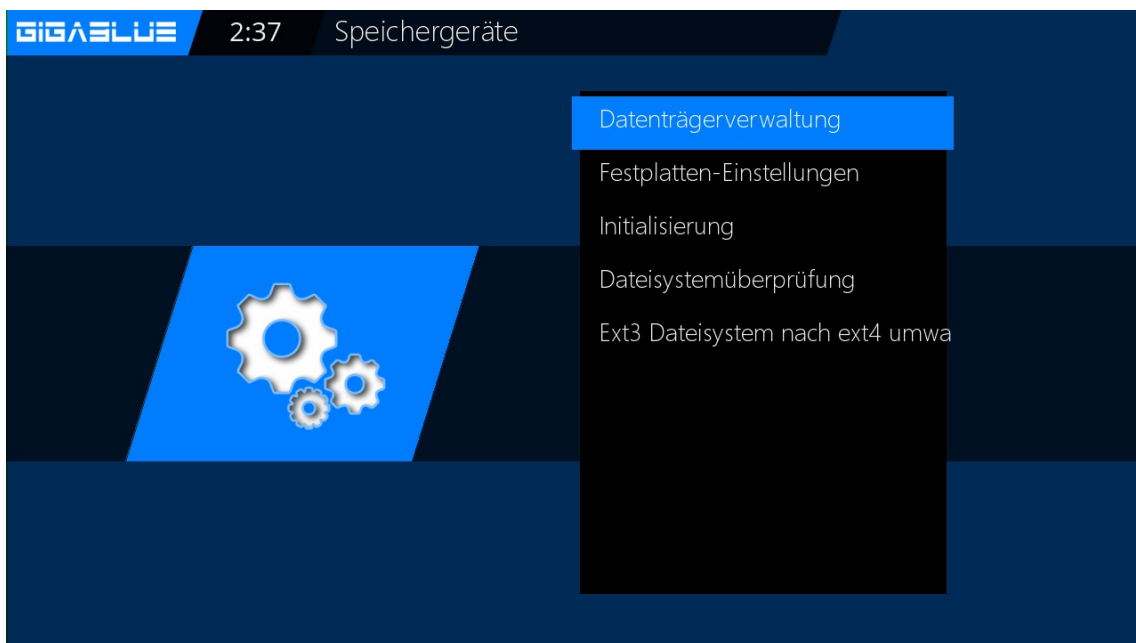 GIGABLUE 2:37 Speichergeräte
Datenträgerverwaltung
Festplatten-Einstellungen
Initialisierung
Dateisystemüberprüfung
Ext3 Dateisystem nach ext4 umwa